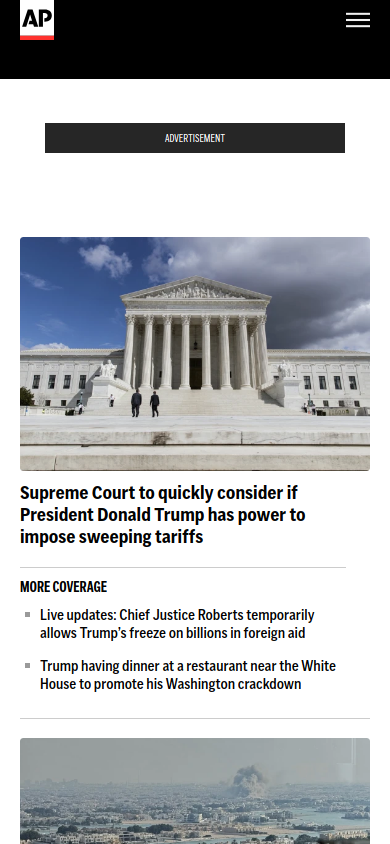 AP
ADVERTISEMENT
Supreme Court to quickly consider if
President Donald Trump has power to
impose sweeping tariffs
MORE COVERAGE
Live updates: Chief Justice Roberts temporarily
allows Trump’s freeze on billions in foreign aid
Trump having dinner at a restaurant near the White
House to promote his Washington crackdown